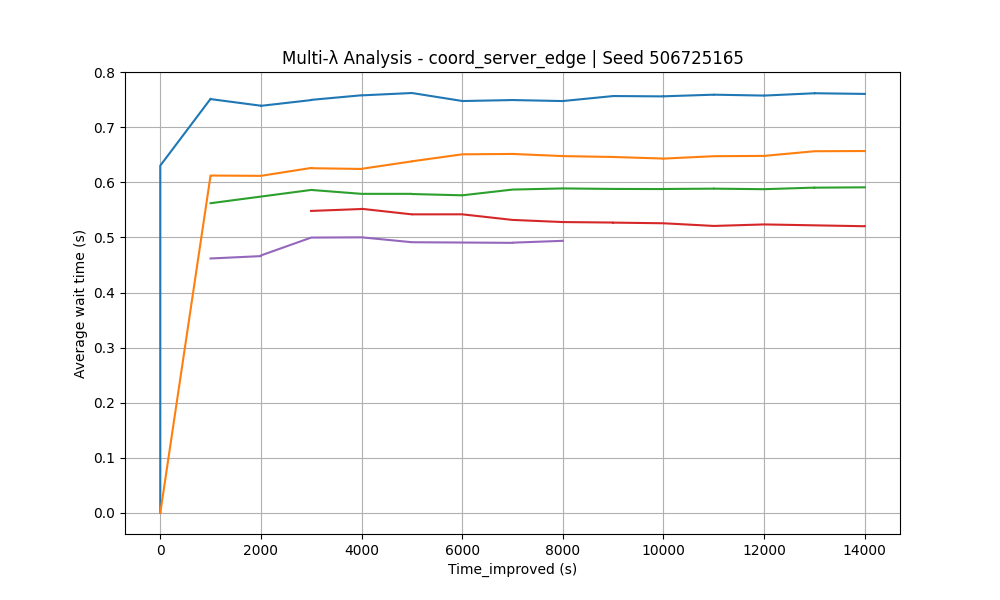 Multi-λ Analysis - coord_server_edge | Seed 506725165
0.8
0.7
0.6
0.5
0.4
0.3
0.2
0.1
0.0
Average wait time (s)
0 2000 4000 6000 8000 10000 12000 14000
Time_improved (s)